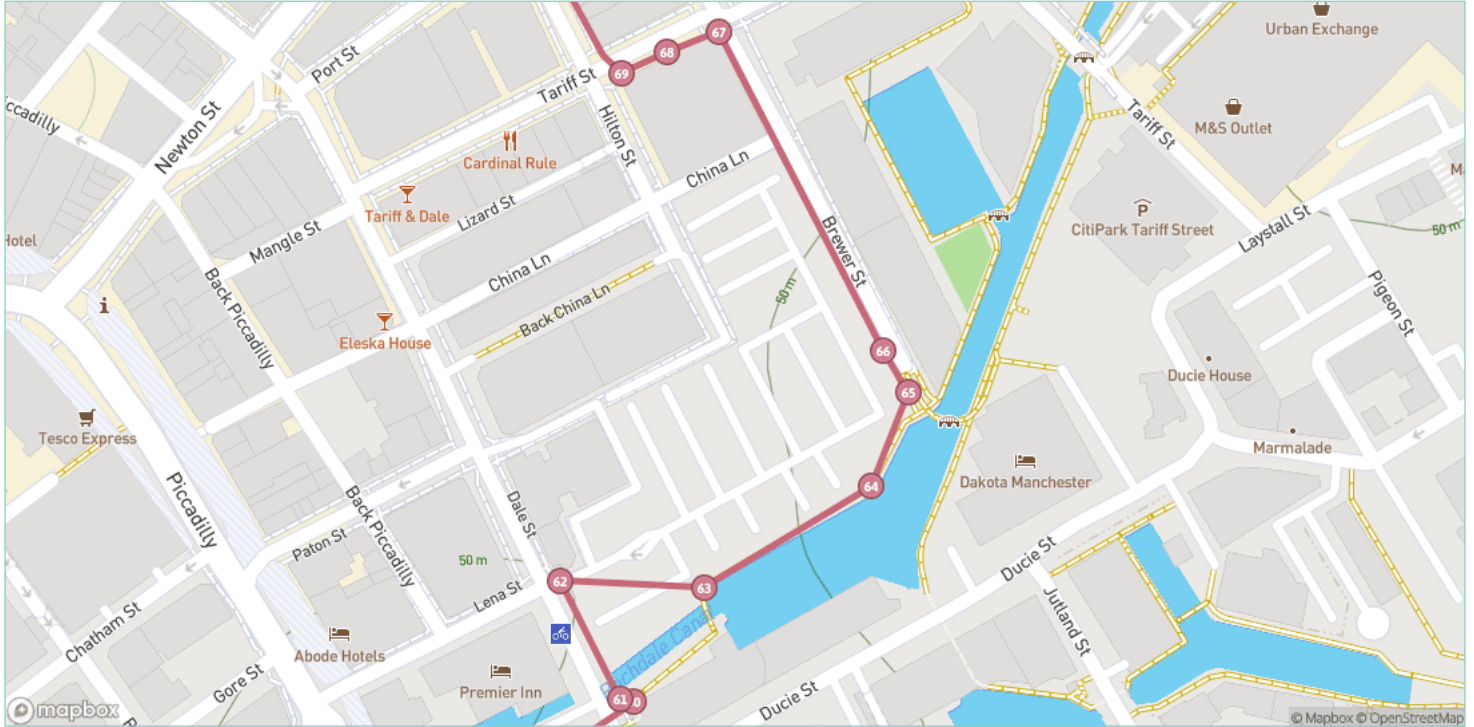 Urban Exchange
67
68
69
Port St
Tariff St
Newton St
Hilton St
M&S Outlet
Tariff St
Cardinal Rule
China Ln
Tariff & Dale
Lizard St
P
CitiPark Tariff Street
Laystall St
50 m
Mangle St
Brewer St
Back Piccadilly
China Ln
50 m
Back China Ln
Pigeon St
i
Eleska House
66
Ducie House
65
Tesco Express
Marmalade
Piccadilly
Dakota Manchester
64
Back Piccadilly
Dale St
Paton St
50 m
62
63
Ducie St
Lena St
Jutland St
Chatham St
Abode Hotels
Gore St
Premier Inn
61
Ducie St
mapbox
© Mapbox © OpenStreetMap